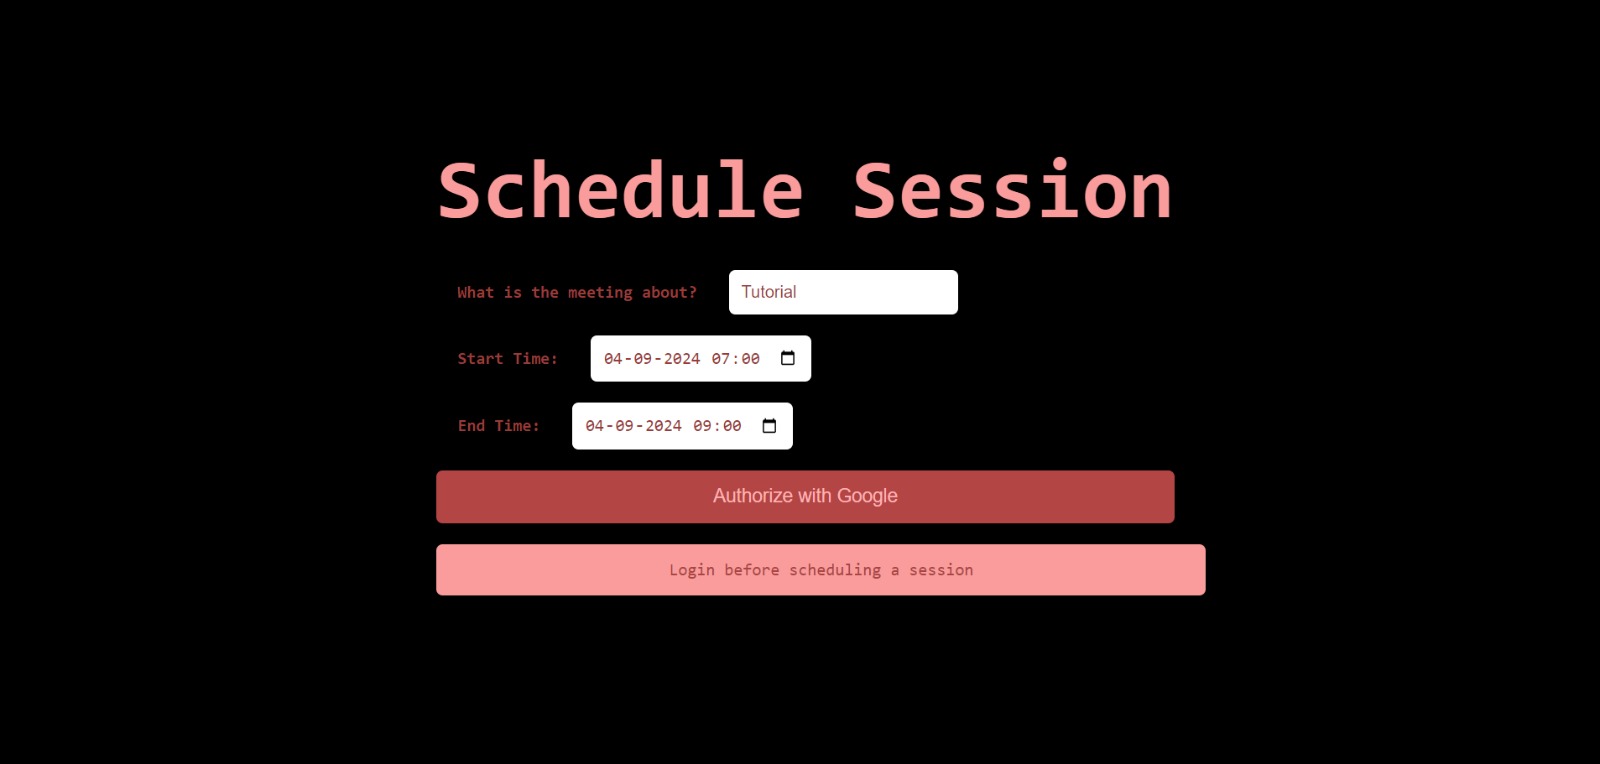 Schedule Session
What is the meeting about? Tutorial
Start Time: 04-09-2024 07:00
End Time: 04-09-2024 09:00
Authorize with Google
Login before scheduling a session